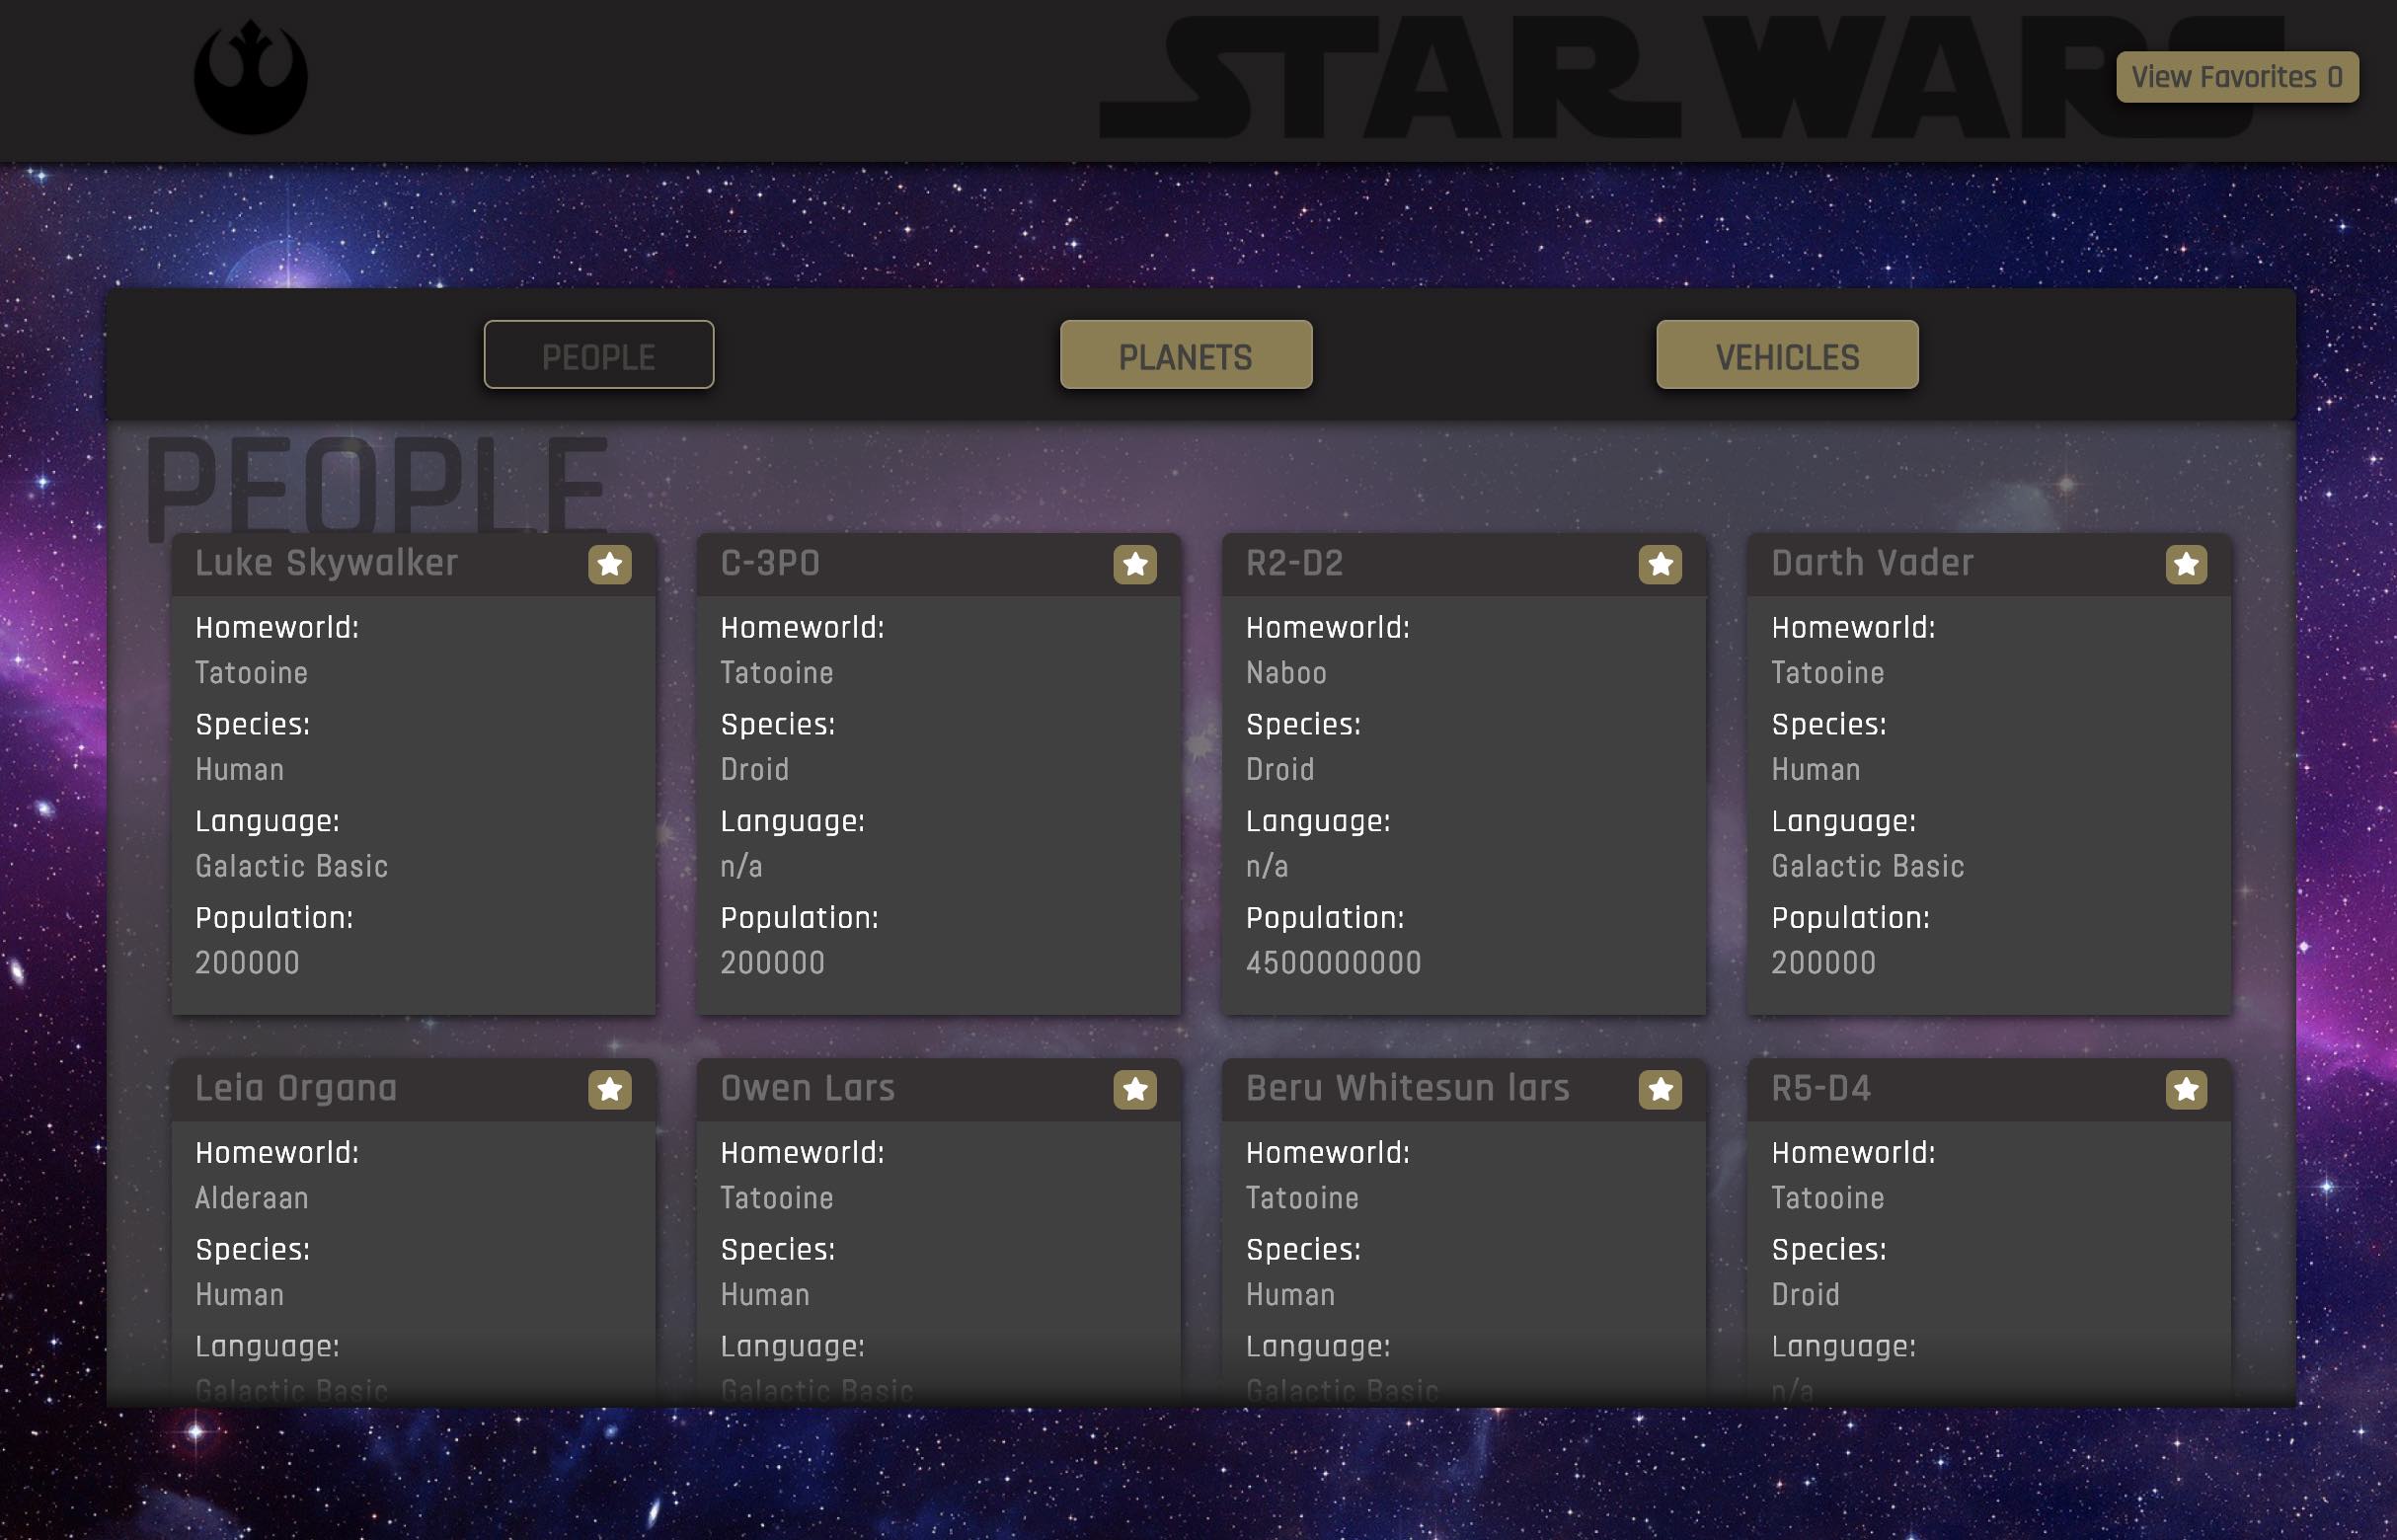 STAR WARS
View Favorites 0
PEOPLE
PLANETS
VEHICLES
PEOPLE
Luke Skywalker
Homeworld:
Tatooine
Species:
Human
Language:
Galactic Basic
Population:
200000
C-3PO
Homeworld:
Tatooine
Species:
Droid
Language:
n/a
Population:
200000
R2-D2
Homeworld:
Naboo
Species:
Droid
Language:
n/a
Population:
4500000000
Darth Vader
Homeworld:
Tatooine
Species:
Human
Language:
Galactic Basic
Population:
200000
Leia Organa
Homeworld:
Alderaan
Species:
Human
Language:
Galactic Basic
Owen Lars
Homeworld:
Tatooine
Species:
Human
Language:
Galactic Basic
Beru Whitesun lars
Homeworld:
Tatooine
Species:
Human
Language:
Galactic Basic
R5-D4
Homeworld:
Tatooine
Species:
Droid
Language:
n/a